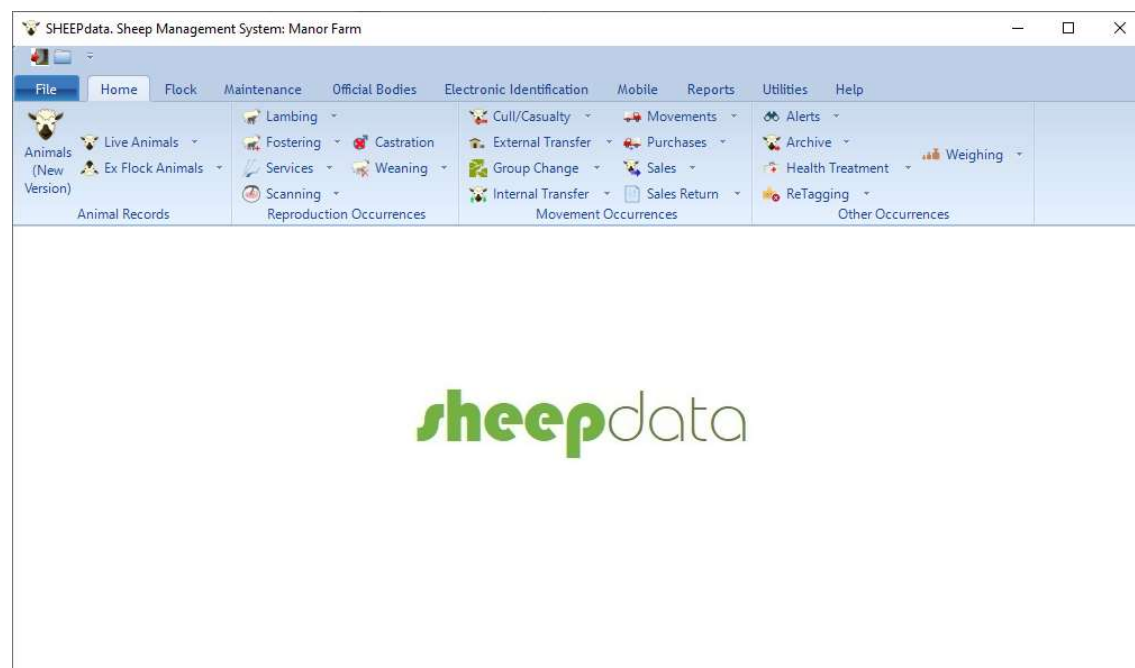 SHEEPdata. Sheep Management System: Manor Farm
File Home Flock Maintenance Official Bodies Electronic Identification Mobile Reports Utilities Help
Animals
(New
Version)
Live Animals
Ex Flock Animals
Animal Records
Lambing
Fostering
Services
Scanning
Castration
Weaning
Reproduction Occurrences
Cull/Casualty
External Transfer
Group Change
Internal Transfer
Movements
Purchases
Sales
Sales Return
Movement Occurrences
Alerts
Archive
Health Treatment
ReTagging
Weighing
Other Occurrences
sheepdata